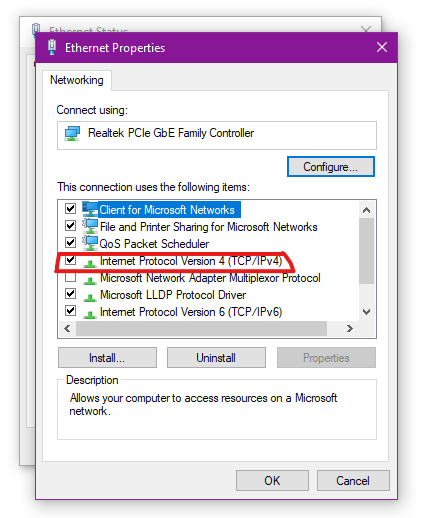 Ethernet Status
Ethernet Properties
Networking
Connect using:
Realtek PCIe GbE Family Controller
Configure...
This connection uses the following items:
Client for Microsoft Networks
File and Printer Sharing for Microsoft Networks
QoS Packet Scheduler
Internet Protocol Version 4 (TCP/IPv4)
Microsoft Network Adapter Multiplexor Protocol
Microsoft LLDP Protocol Driver
Internet Protocol Version 6 (TCP/IPv6)
Install...
Uninstall
Properties
Description
Allows your computer to access resources on a Microsoft
network.
OK
Cancel